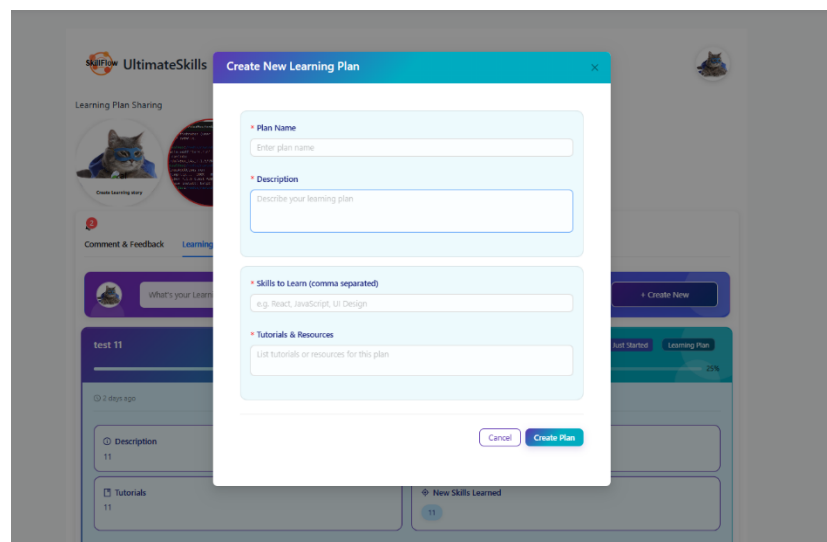 SkillFlow UltimateSkills
Learning Plan Sharing
Create learning story
2
Comment & Feedback Learning
What's your Learn
+ Create New
test 11
Just Started Learning Plan
25%
2 days ago
Description
11
Tutorials
11
New Skills Learned
11
Create New Learning Plan
×
* Plan Name
Enter plan name
* Description
Describe your learning plan
* Skills to Learn (comma separated)
e.g. React, JavaScript, UI Design
* Tutorials & Resources
List tutorials or resources for this plan
Cancel Create Plan